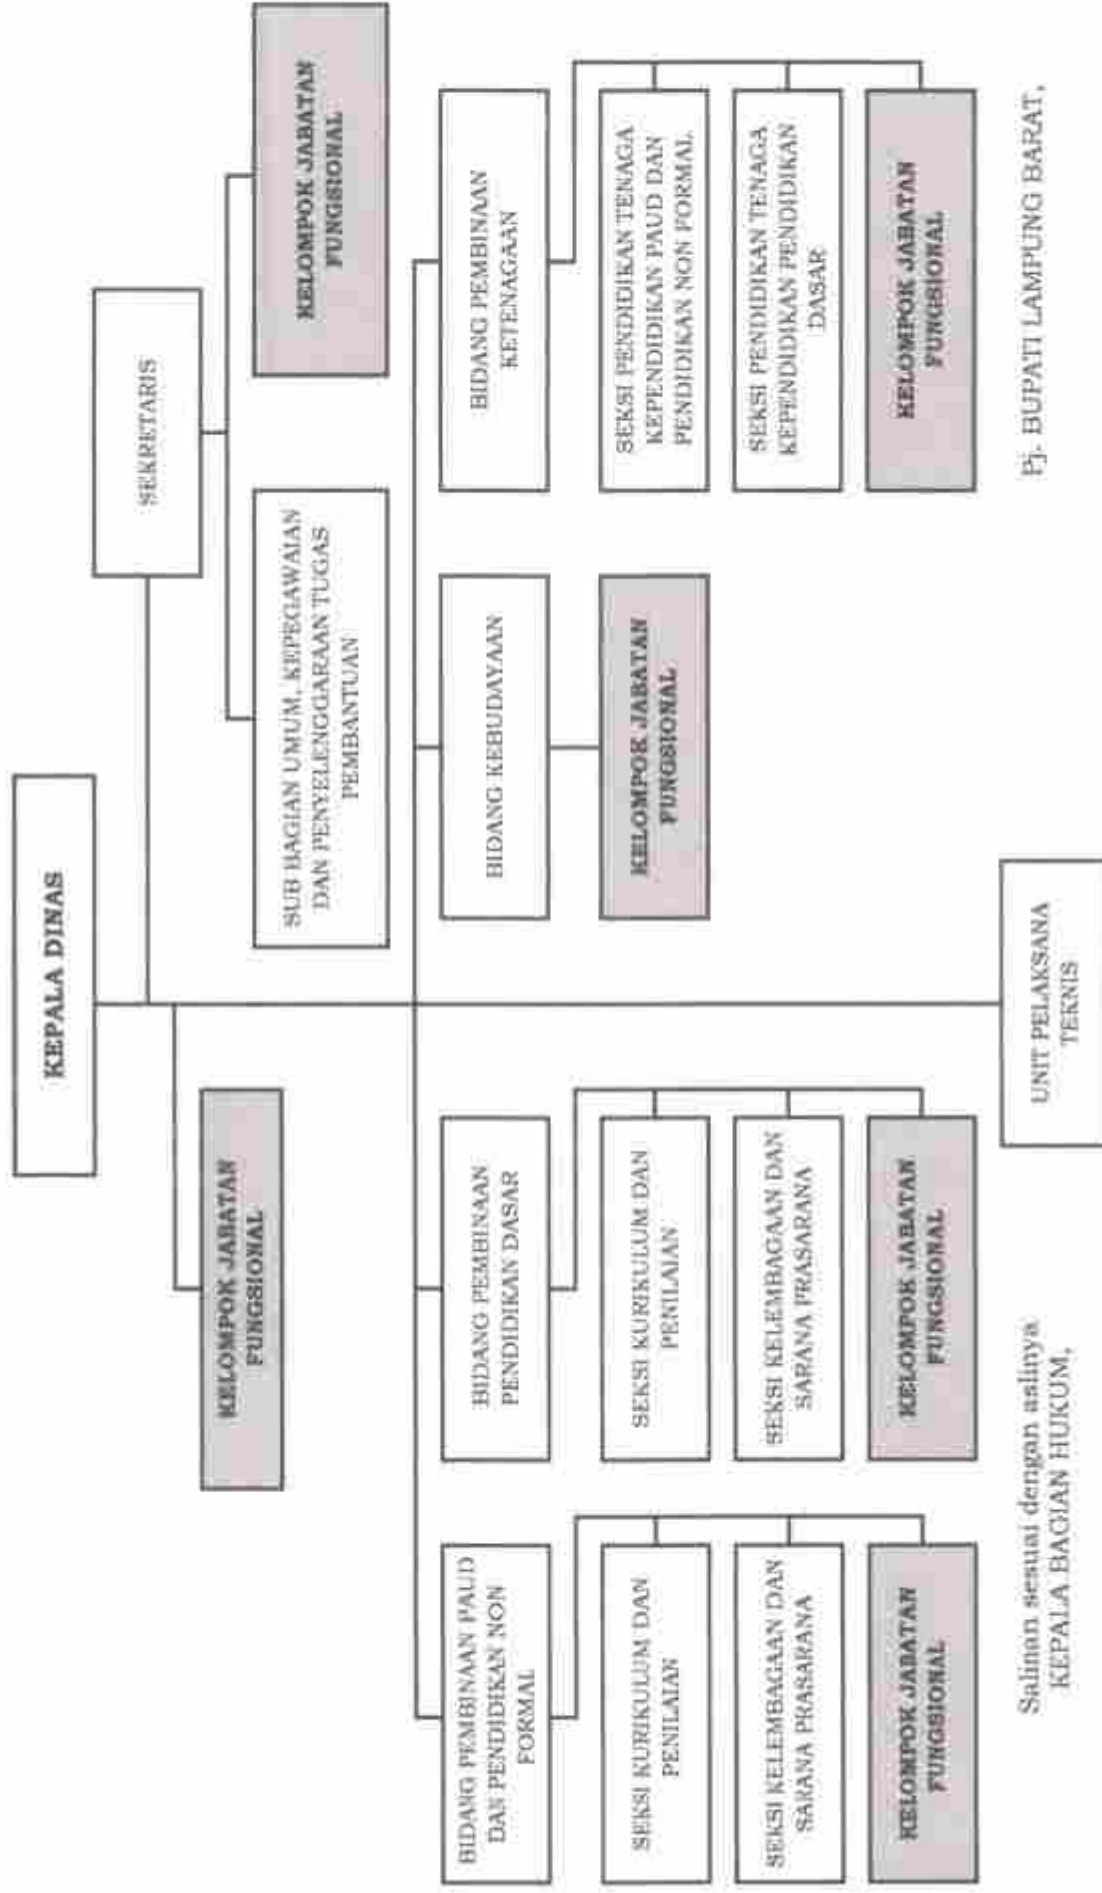 KEPALA DINAS
SEKRETARIS
KELOMPOK JABATAN
FUNGSIONAL
SUB BAGIAN UMUM, KEPEGAWAIAN
DAN PENYELENGGARAAN TUGAS
PEMBANTUAN
KELOMPOK JABATAN
FUNGSIONAL
BIDANG PEMBINAAN PAUD
DAN PENDIDIKAN NON
FORMAL
BIDANG PEMBINAAN
PENDIDIKAN DASAR
BIDANG KEBUDAYAAN
BIDANG PEMBINAAN
KETENAGAAN
SEKSI KURIKULUM DAN
PENILAIAN
SEKSI KURIKULUM DAN
PENILAIAN
KELOMPOK JABATAN
FUNGSIONAL
SEKSI PENDIDIKAN TENAGA
KEPENDIDIKAN PAUD DAN
PENDIDIKAN NON FORMAL
SEKSI KELEMBAGAAN DAN
SARANA PRASARANA
SEKSI KELEMBAGAAN DAN
SARANA PRASARANA
SEKSI PENDIDIKAN TENAGA
KEPENDIDIKAN PENDIDIKAN
DASAR
KELOMPOK JABATAN
FUNGSIONAL
KELOMPOK JABATAN
FUNGSIONAL
KELOMPOK JABATAN
FUNGSIONAL
UNIT PELAKSANA
TEKNIS
Salinan sesuai dengan aslinya
KEPALA BAGIAN HUKUM,
Pj. BUPATI LAMPUNG BARAT,